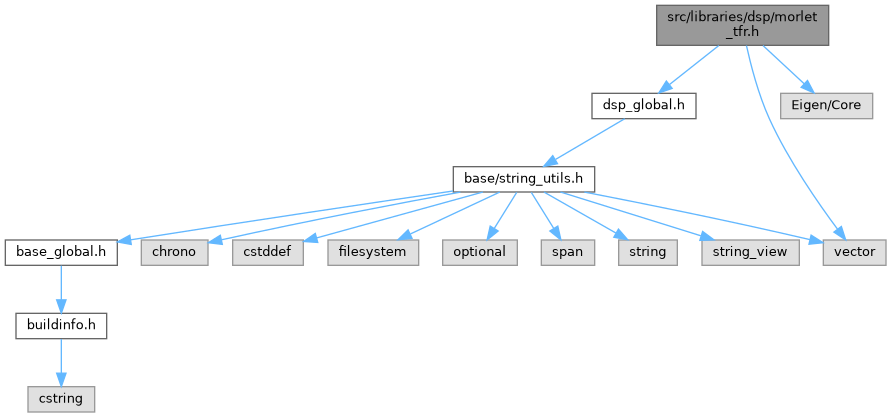 src/libraries/dsp/morlet
_tfr.h
dsp_global.h
Eigen/Core
base/string_utils.h
base_global.h
chrono
cstddef
filesystem
optional
span
string
string_view
vector
buildinfo.h
cstring